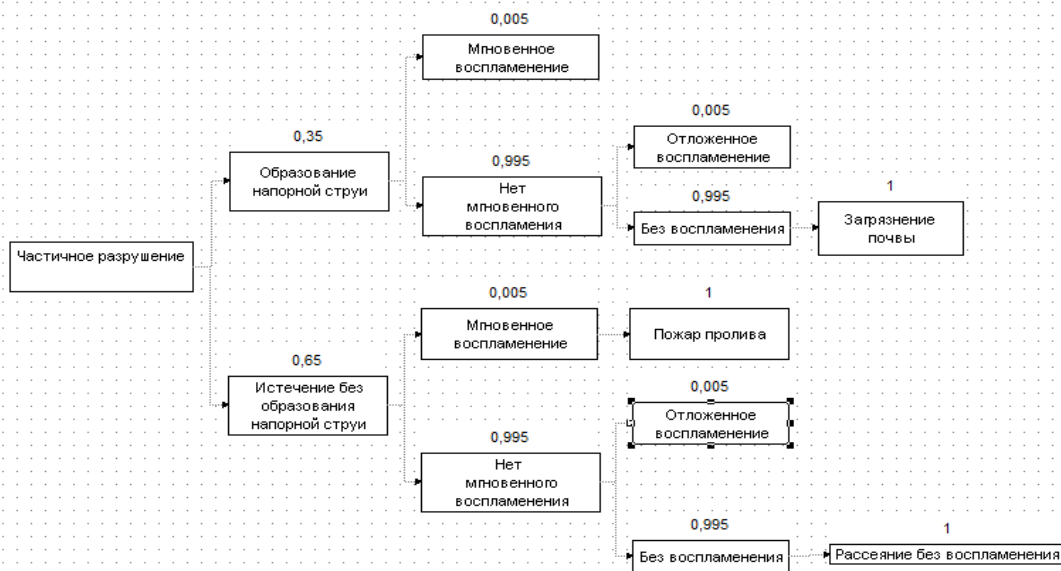 0,005
Мгновенное
воспламенение
0,005
Отложенное
воспламенение
0,35
Образование
напорной струи
0,995
Нет
мгновенного
воспламения
0,995
Без воспламенения
1
Загрязнение
почвы
Частичное разрушение
0,005
Мгновенное
воспламенение
1
Пожар пролива
0,65
Истечение без
образования
напорной струи
0,005
Отложенное
воспламенение
0,995
Нет
мгновенного
воспламенения
0,995
Без воспламенения
1
Рассеяние без воспламенения